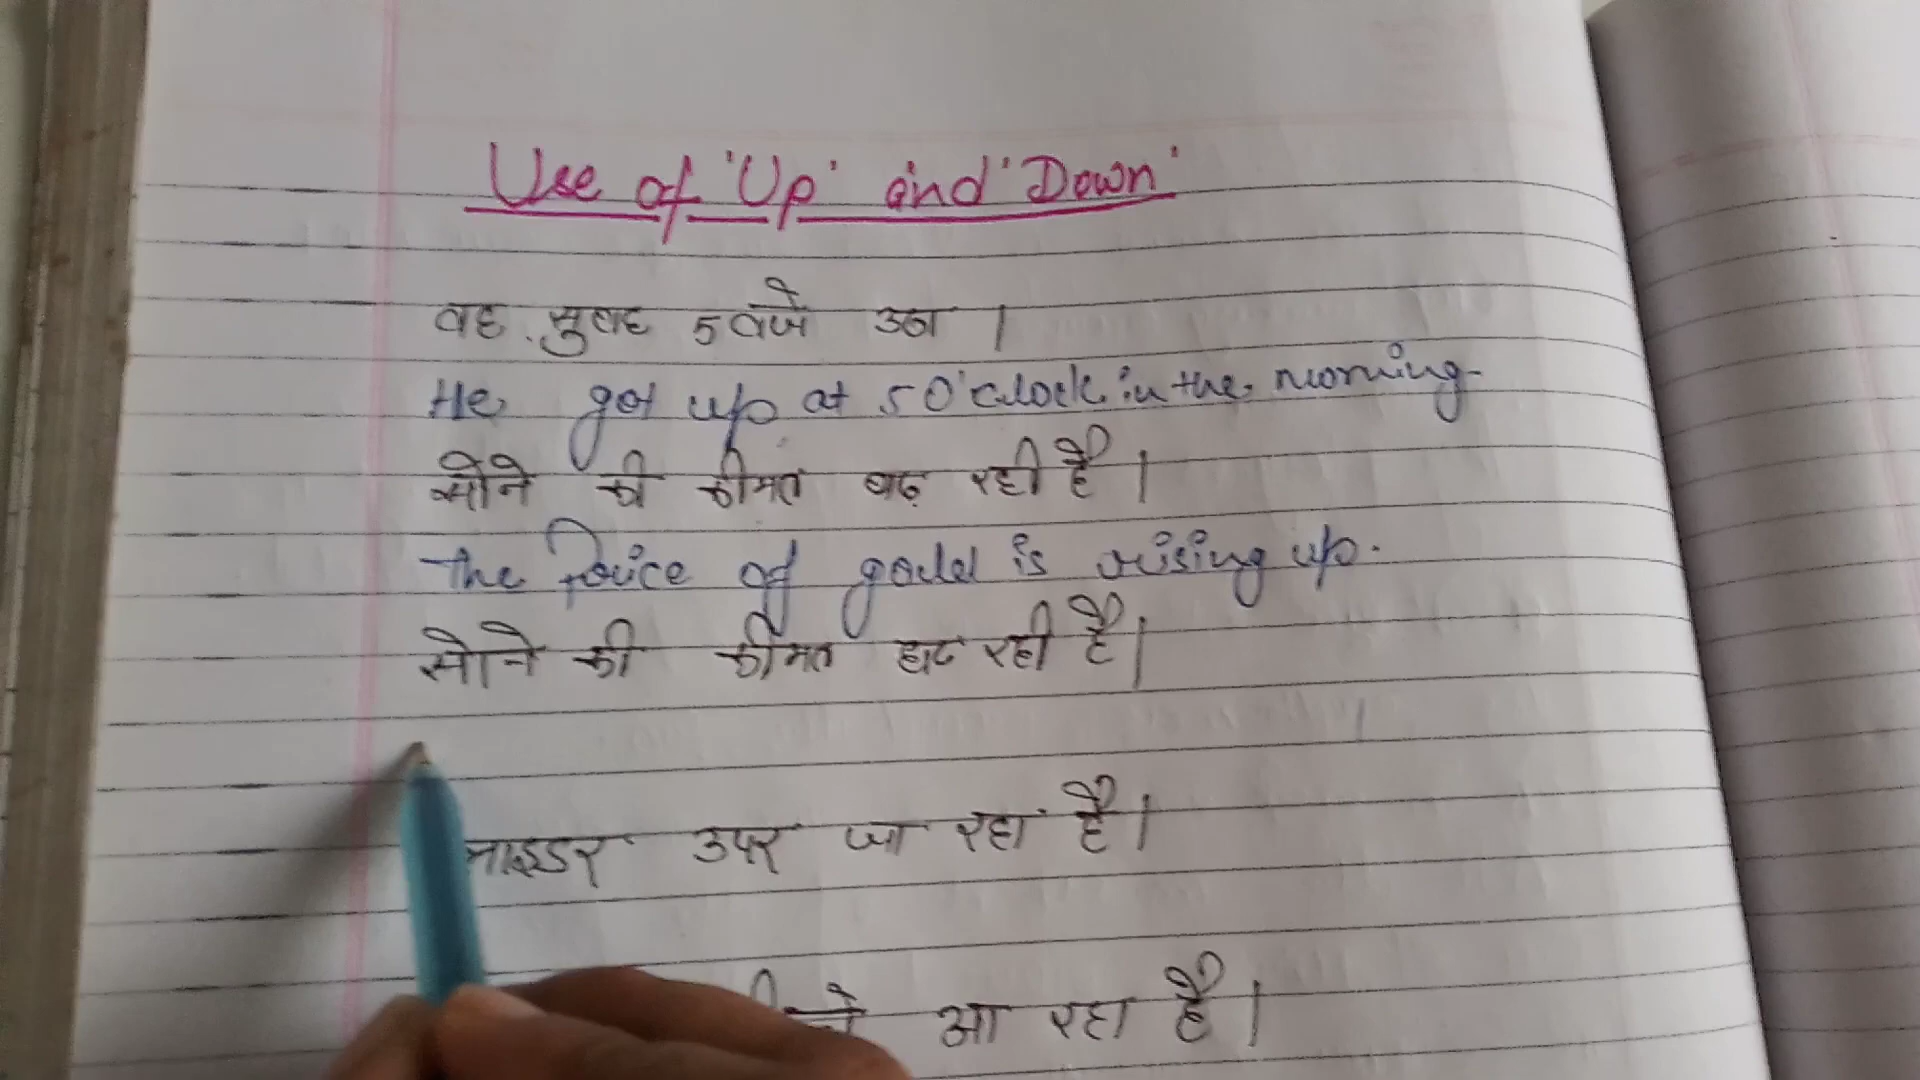 Use of 'Up' and 'Down'
वह सुबह 5 बजे उठा ।
He got up at 5 O'clock in the morning.
सोने की कीमत बढ़ रही है ।
The price of gold is rising up.
सोने की कीमत घट रही है ।
उपर जा रहा है ।
आ रहा है ।